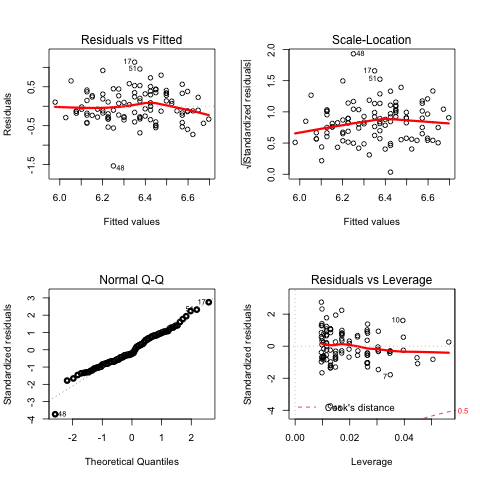 Residuals vs Fitted
Residuals
0.5
-0.5
-1.5
17
51
48
6.0 6.2 6.4 6.6
Fitted values
Scale-Location
√|Standardized residuals|
2.0
1.5
1.0
0.5
0.0
48
17
51
6.0 6.2 6.4 6.6
Fitted values
Normal Q-Q
Standardized residuals
3
2
1
0
-1
-2
-3
-4
17
51
48
-2 -1 0 1 2
Theoretical Quantiles
Residuals vs Leverage
Standardized residuals
2
0
-2
-4
10
7
48
Cook's distance
0.5
0.00 0.02 0.04
Leverage